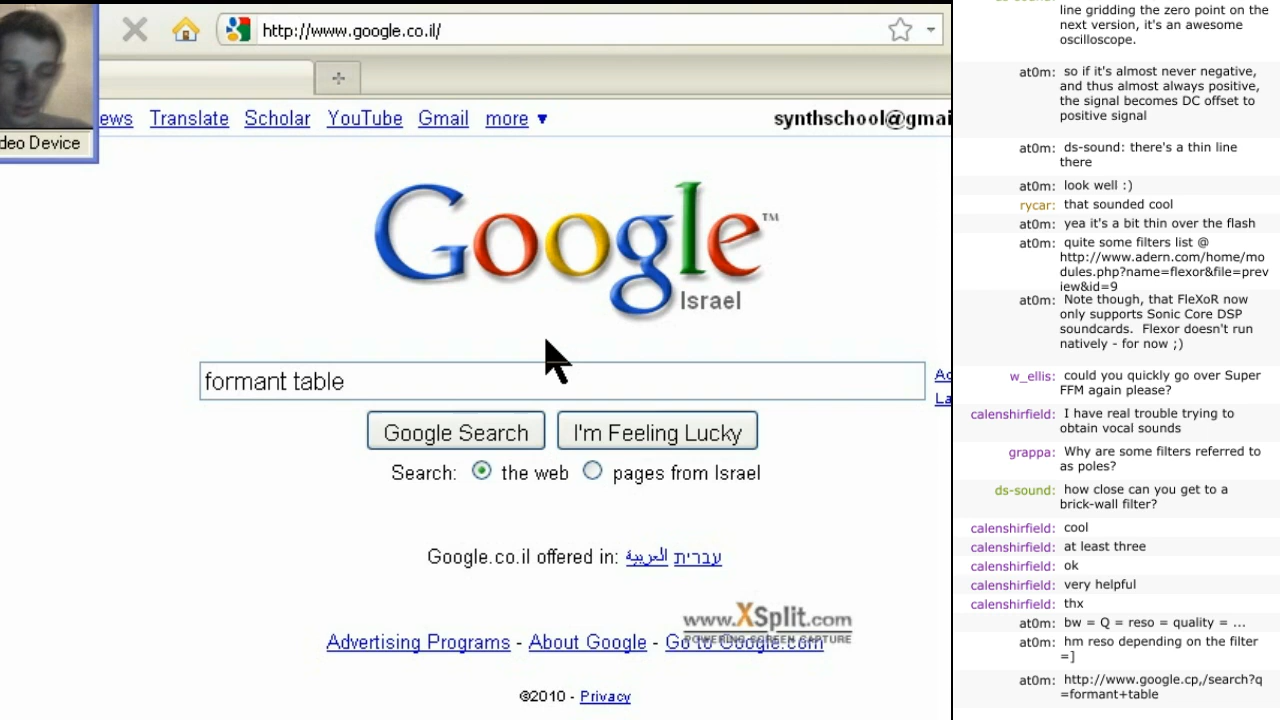 http://www.google.co.il/
ews Translate Scholar YouTube Gmail more ▼
synthschool@gmai
deo Device
Google™
Israel
formant table
Google Search
I'm Feeling Lucky
Search: the web pages from Israel
Google.co.il offered in: العربية עברית
www.XSplit.com
POWERING SCREEN CAPTURE
Advertising Programs - About Google - Go to Google.com
©2010 - Privacy
line gridding the zero point on the
next version, it's an awesome
oscilloscope.
at0m: so if it's almost never negative,
and thus almost always positive,
the signal becomes DC offset to
positive signal
at0m: ds-sound: there's a thin line
there
at0m: look well :)
rycar: that sounded cool
at0m: yea it's a bit thin over the flash
at0m: quite some filters list @
http://www.adern.com/home/mo
dules.php?name=flexor&file=prev
iew&id=9
at0m: Note though, that FleXoR now
only supports Sonic Core DSP
soundcards. Flexor doesn't run
natively - for now ;)
w_ellis: could you quickly go over Super
FFM again please?
calenshirfield: I have real trouble trying to
obtain vocal sounds
grappa: Why are some filters referred to
as poles?
ds-sound: how close can you get to a
brick-wall filter?
calenshirfield: cool
calenshirfield: at least three
calenshirfield: ok
calenshirfield: very helpful
calenshirfield: thx
at0m: bw = Q = reso = quality = ...
at0m: hm reso depending on the filter
=]
at0m: http://www.google.cp,/search?q
=formant+table